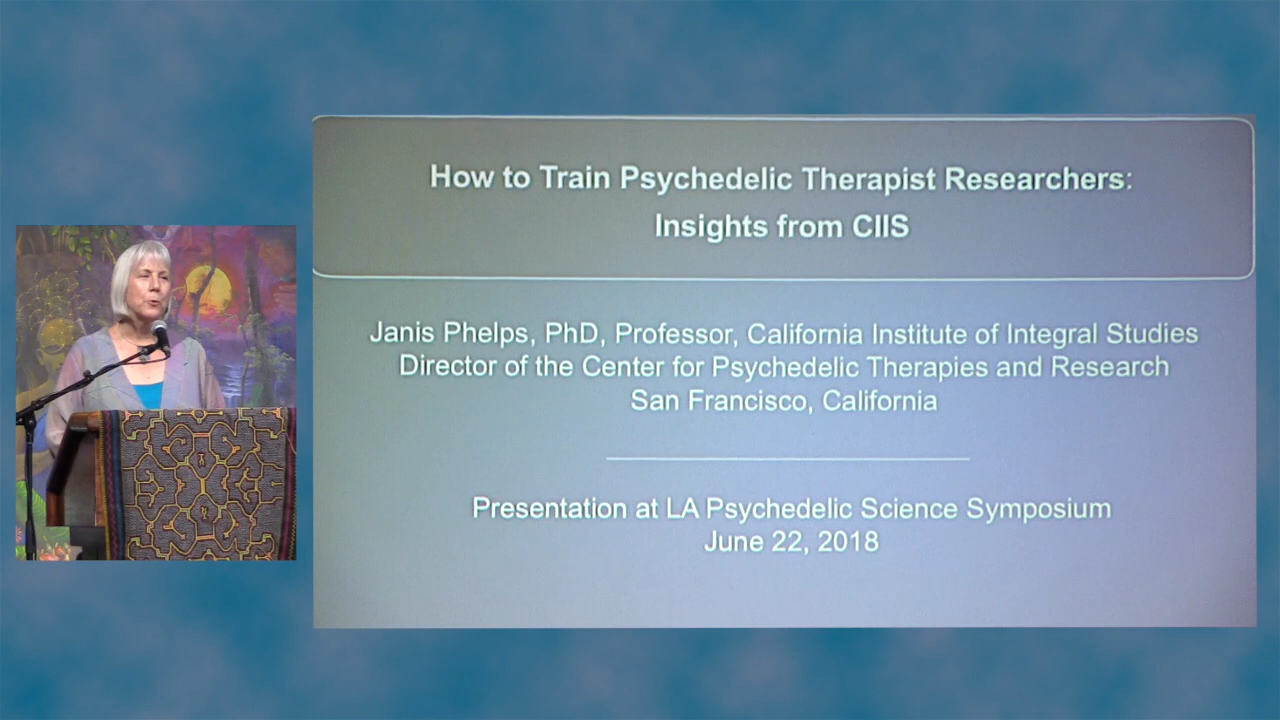 How to Train Psychedelic Therapist Researchers:
Insights from CIIS
Janis Phelps, PhD, Professor, California Institute of Integral Studies
Director of the Center for Psychedelic Therapies and Research
San Francisco, California
Presentation at LA Psychedelic Science Symposium
June 22, 2018